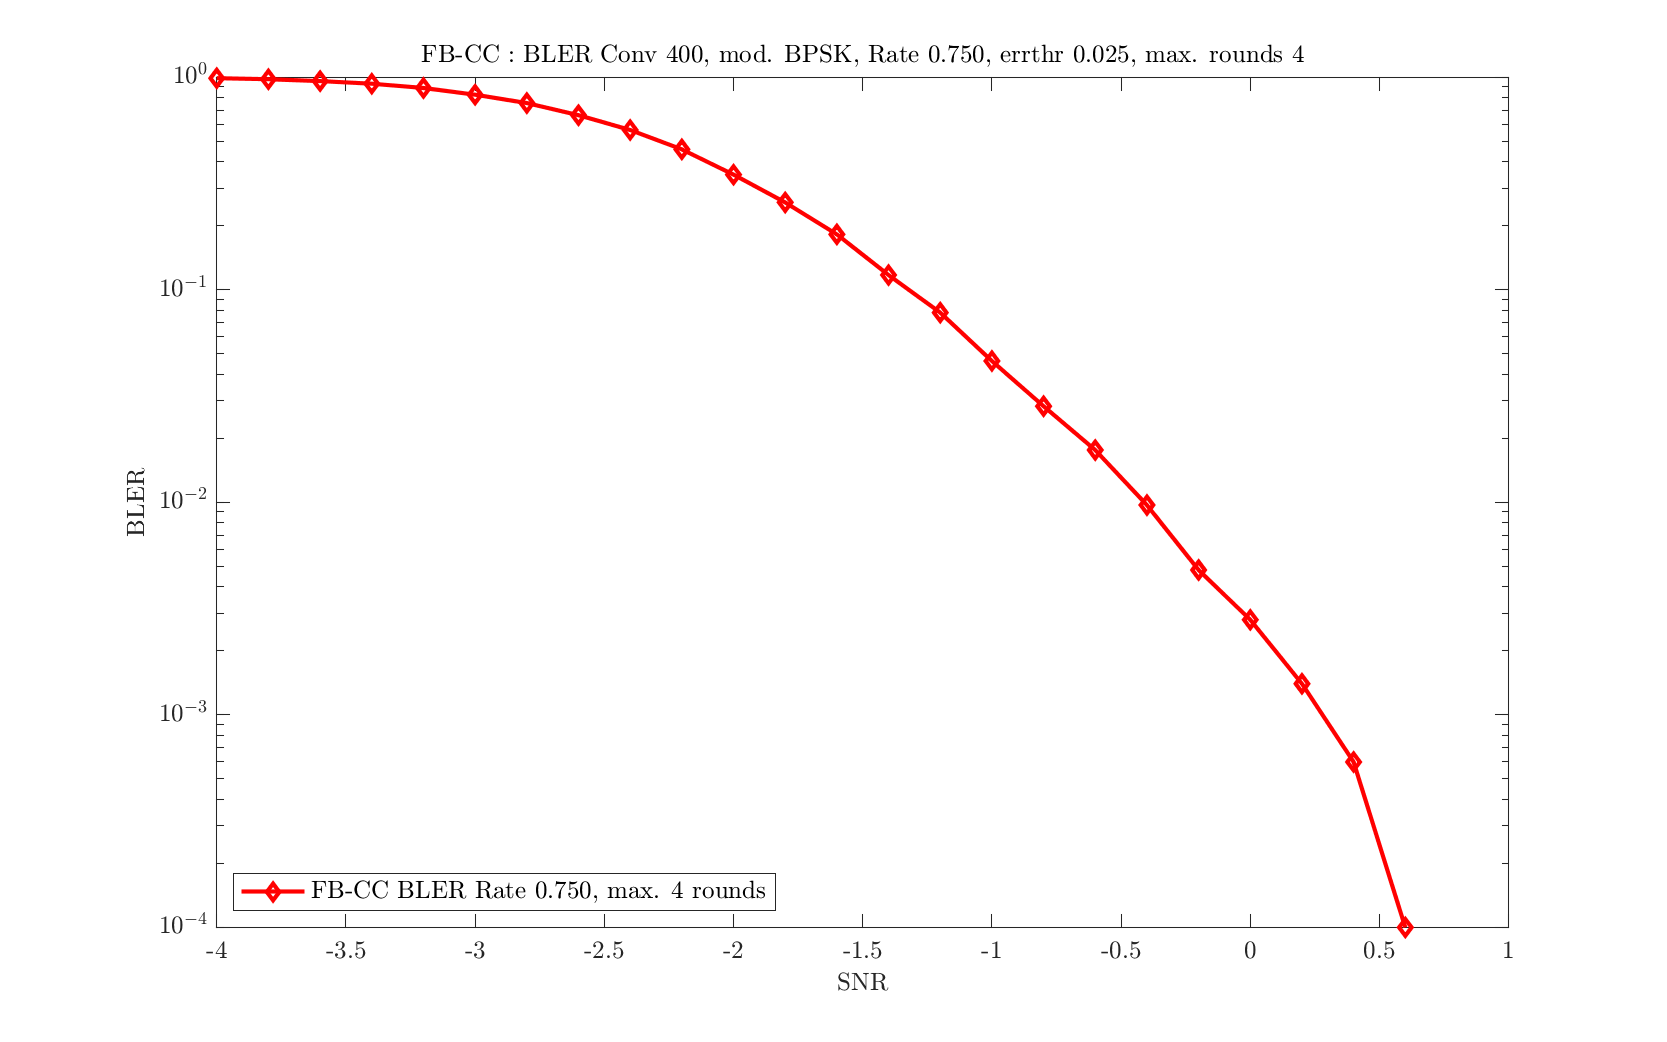 FB-CC : BLER Conv 400, mod. BPSK, Rate 0.750, errthr 0.025, max. rounds 4
10^0
10^{-1}
10^{-2}
10^{-3}
10^{-4}
BLER
FB-CC BLER Rate 0.750, max. 4 rounds
-4 -3.5 -3 -2.5 -2 -1.5 -1 -0.5 0 0.5 1
SNR